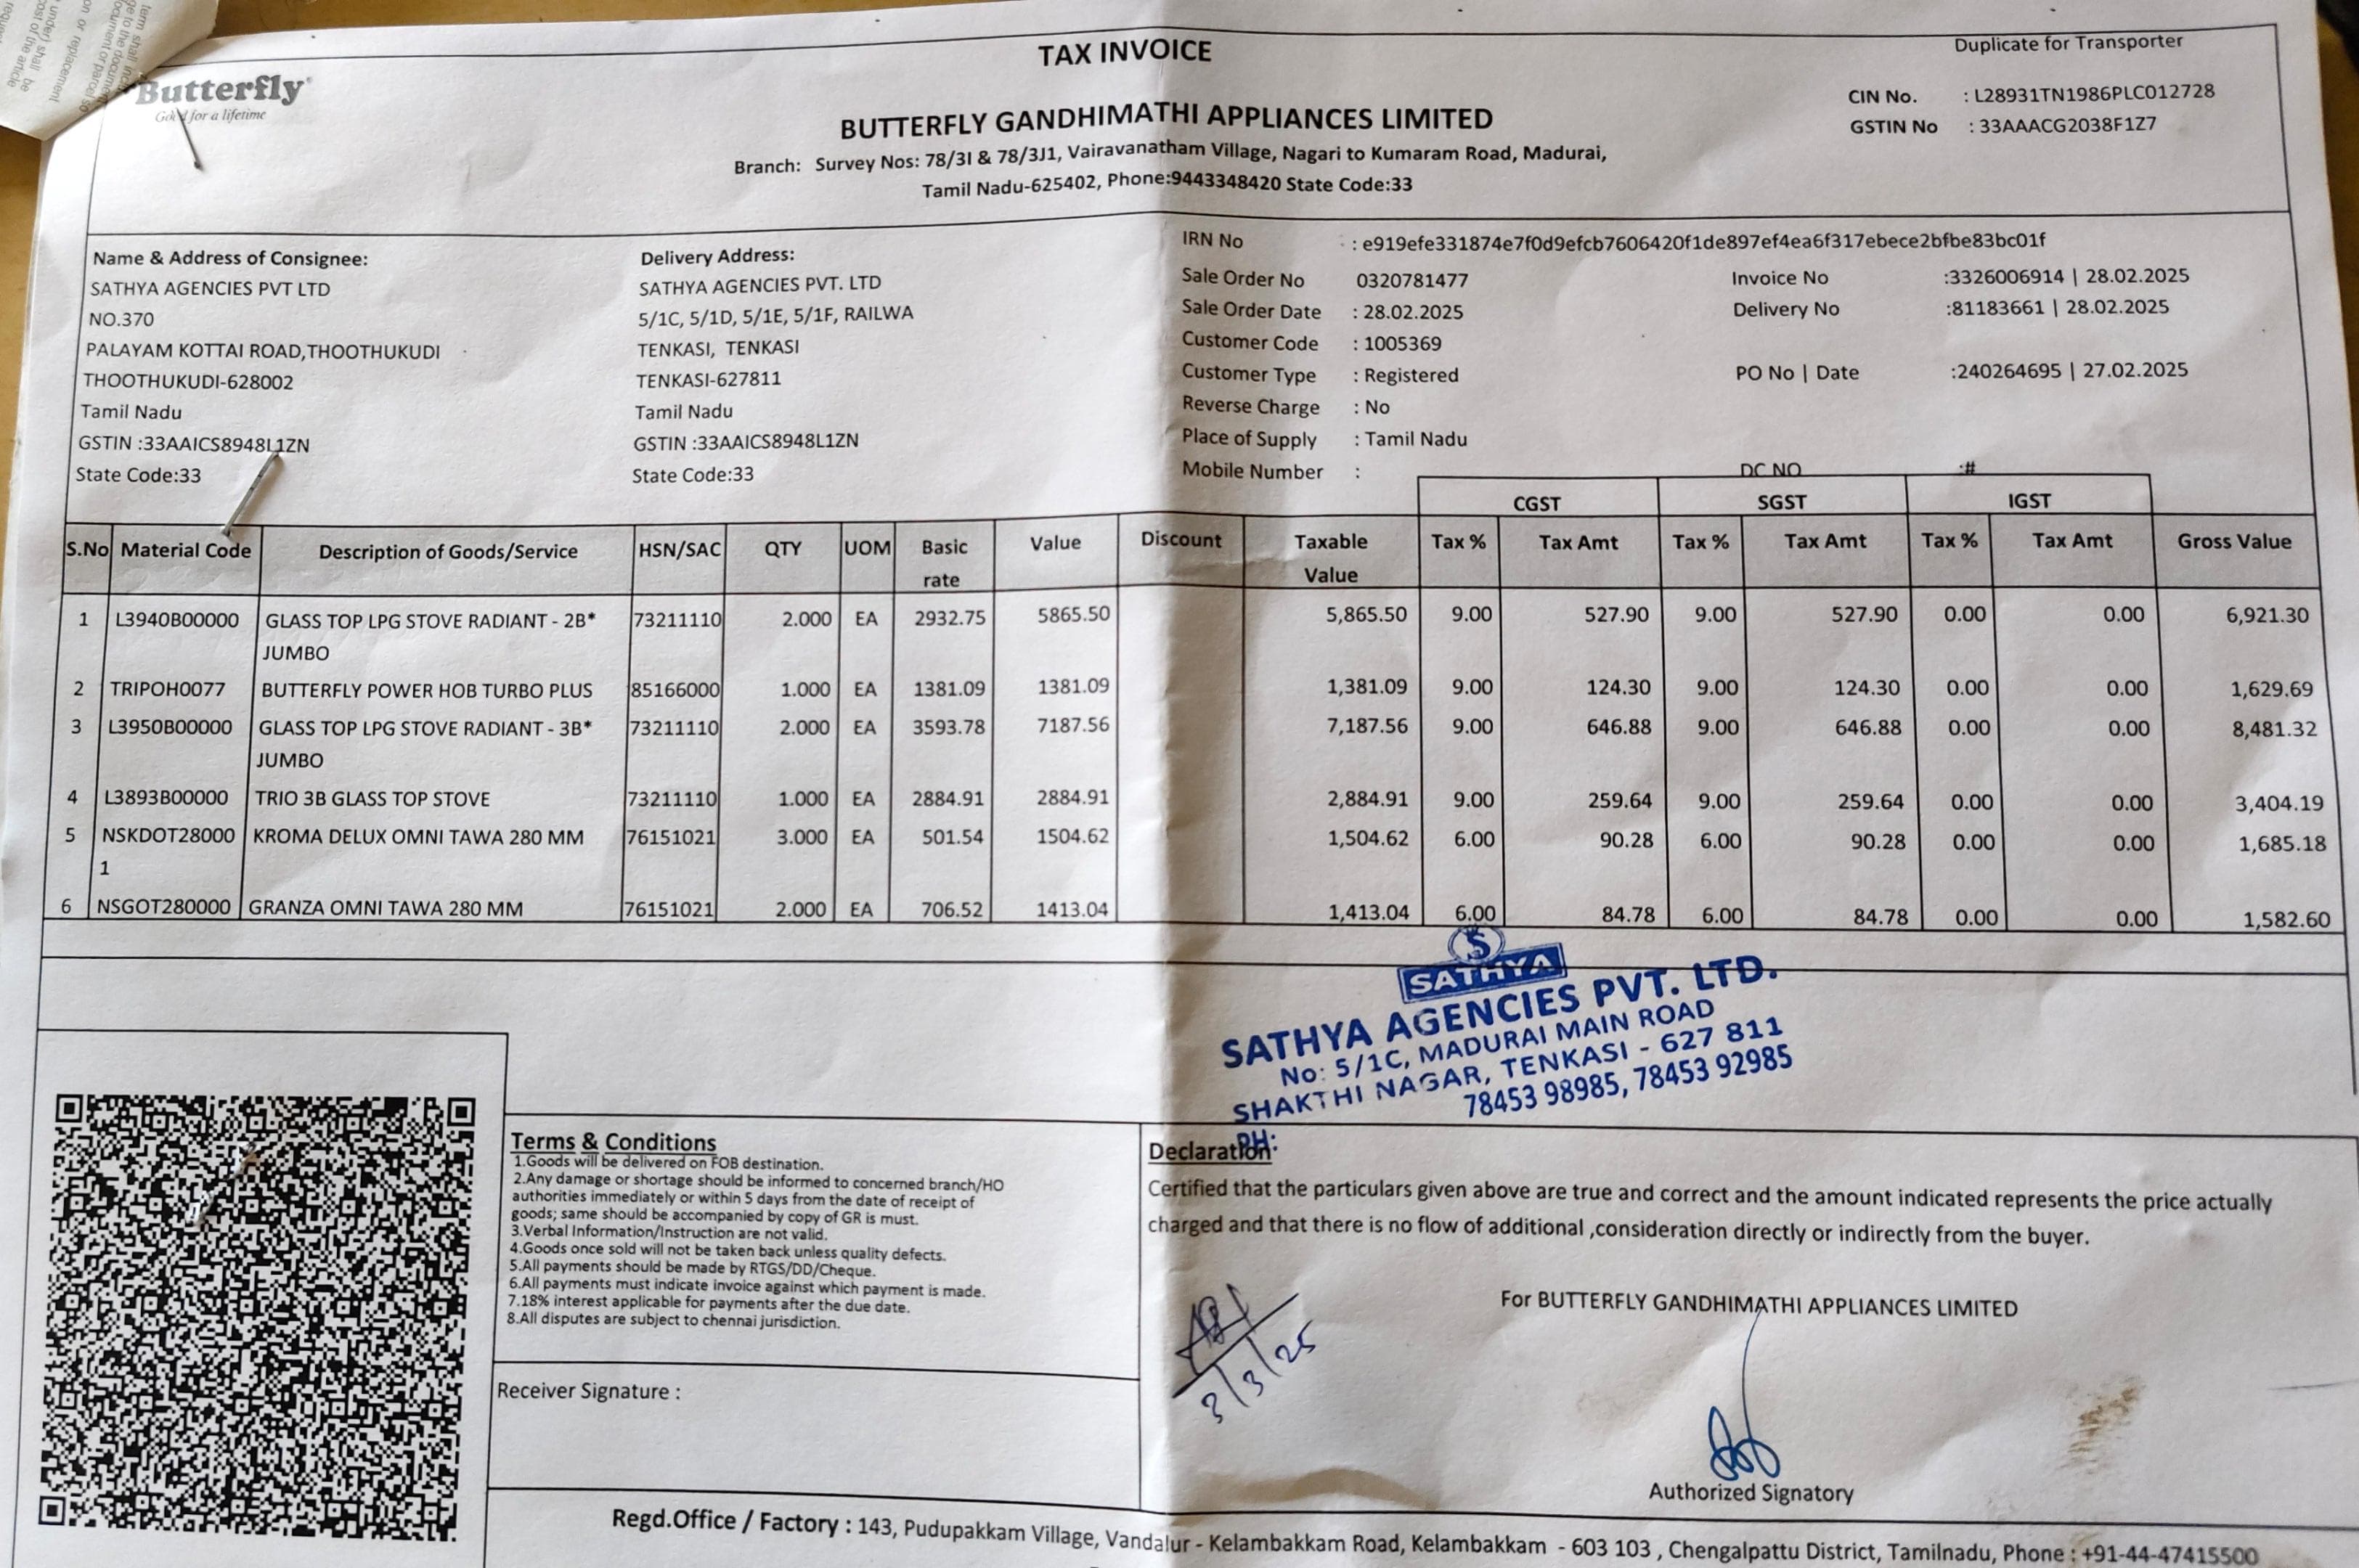 term shall incl
ge to the documen
ocument or parcel so
on or replacement
under) shall be
cost of the article
Butterfly
Good for a lifetime
TAX INVOICE
Duplicate for Transporter
BUTTERFLY GANDHIMATHI APPLIANCES LIMITED
Branch: Survey Nos: 78/3I & 78/3J1, Vairavanatham Village, Nagari to Kumaram Road, Madurai,
Tamil Nadu-625402, Phone:9443348420 State Code:33
CIN No. : L28931TN1986PLC012728
GSTIN No : 33AAACG2038F1Z7
Name & Address of Consignee:
SATHYA AGENCIES PVT LTD
NO.370
PALAYAM KOTTAI ROAD,THOOTHUKUDI
THOOTHUKUDI-628002
Tamil Nadu
GSTIN :33AAICS8948L1ZN
State Code:33
Delivery Address:
SATHYA AGENCIES PVT. LTD
5/1C, 5/1D, 5/1E, 5/1F, RAILWA
TENKASI, TENKASI
TENKASI-627811
Tamil Nadu
GSTIN :33AAICS8948L1ZN
State Code:33
IRN No : e919efe331874e7f0d9efcb7606420f1de897ef4ea6f317ebece2bfbe83bc01f
Sale Order No 0320781477
Sale Order Date : 28.02.2025
Customer Code : 1005369
Customer Type : Registered
Reverse Charge : No
Place of Supply : Tamil Nadu
Mobile Number :
Invoice No :3326006914 | 28.02.2025
Delivery No :81183661 | 28.02.2025
PO No | Date :240264695 | 27.02.2025
DC NO :#
CGST SGST IGST
S.No Material Code Description of Goods/Service HSN/SAC QTY UOM Basic rate Value Discount Taxable Value Tax % Tax Amt Tax % Tax Amt Tax % Tax Amt Gross Value
1 L3940B00000 GLASS TOP LPG STOVE RADIANT - 2B* 73211110 2.000 EA 2932.75 5865.50 5,865.50 9.00 527.90 9.00 527.90 0.00 0.00 6,921.30
JUMBO
2 TRIPOH0077 BUTTERFLY POWER HOB TURBO PLUS 85166000 1.000 EA 1381.09 1381.09 1,381.09 9.00 124.30 9.00 124.30 0.00 0.00 1,629.69
3 L3950B00000 GLASS TOP LPG STOVE RADIANT - 3B* 73211110 2.000 EA 3593.78 7187.56 7,187.56 9.00 646.88 9.00 646.88 0.00 0.00 8,481.32
JUMBO
4 L3893B00000 TRIO 3B GLASS TOP STOVE 73211110 1.000 EA 2884.91 2884.91 2,884.91 9.00 259.64 9.00 259.64 0.00 0.00 3,404.19
5 NSKDOT28000 KROMA DELUX OMNI TAWA 280 MM 76151021 3.000 EA 501.54 1504.62 1,504.62 6.00 90.28 6.00 90.28 0.00 0.00 1,685.18
1
6 NSGOT280000 GRANZA OMNI TAWA 280 MM 76151021 2.000 EA 706.52 1413.04 1,413.04 6.00 84.78 6.00 84.78 0.00 0.00 1,582.60
S
SATHYA
SATHYA AGENCIES PVT. LTD.
No: 5/1C, MADURAI MAIN ROAD
SHAKTHI NAGAR, TENKASI - 627 811
78453 98985, 78453 92985
PH:
Terms & Conditions
1.Goods will be delivered on FOB destination.
2.Any damage or shortage should be informed to concerned branch/HO
authorities immediately or within 5 days from the date of receipt of
goods; same should be accompanied by copy of GR is must.
3.Verbal Information/Instruction are not valid.
4.Goods once sold will not be taken back unless quality defects.
5.All payments should be made by RTGS/DD/Cheque.
6.All payments must indicate invoice against which payment is made.
7.18% interest applicable for payments after the due date.
8.All disputes are subject to chennai jurisdiction.
Receiver Signature :
Declaration:
Certified that the particulars given above are true and correct and the amount indicated represents the price actually
charged and that there is no flow of additional ,consideration directly or indirectly from the buyer.
3/3/25
For BUTTERFLY GANDHIMATHI APPLIANCES LIMITED
Authorized Signatory
Regd.Office / Factory : 143, Pudupakkam Village, Vandalur - Kelambakkam Road, Kelambakkam - 603 103 , Chengalpattu District, Tamilnadu, Phone : +91-44-47415500